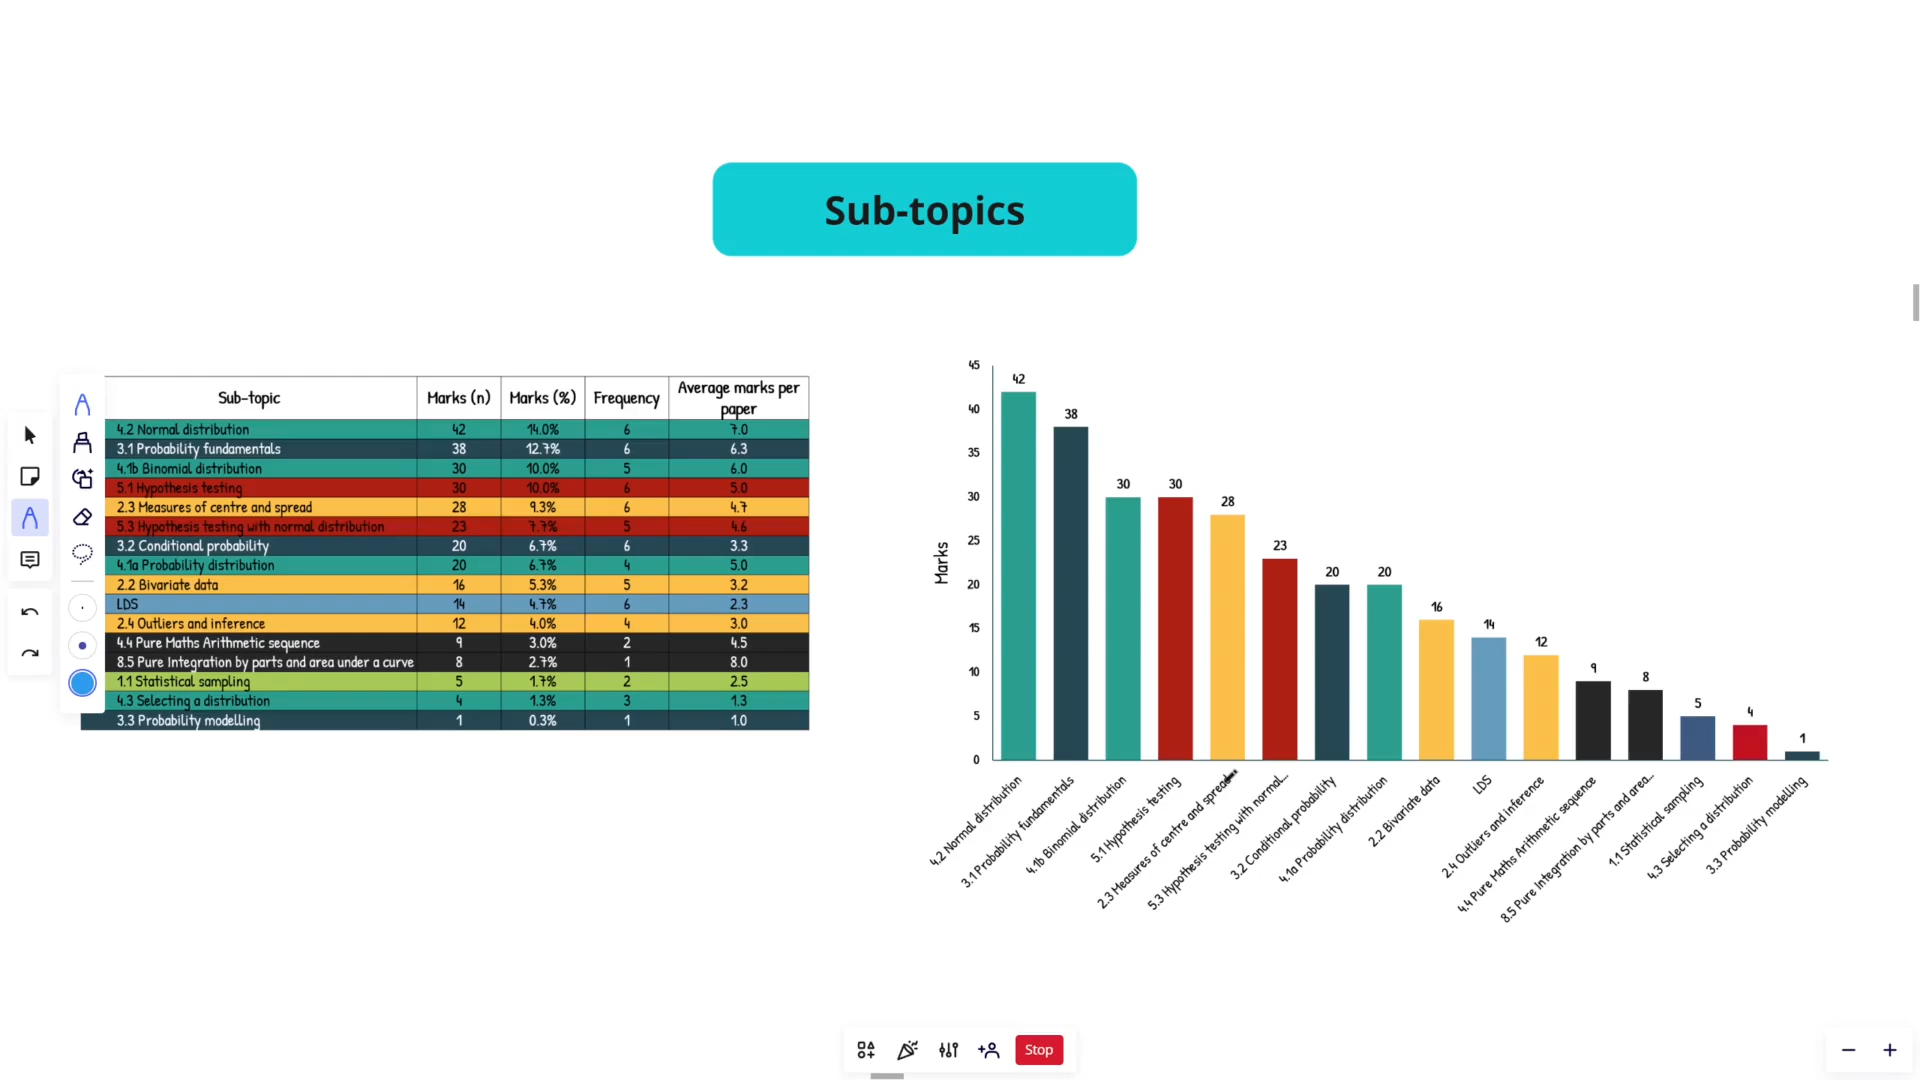 Sub-topics
Sub-topic Marks (n) Marks (%) Frequency Average marks per paper
4.2 Normal distribution 42 14.0% 6 7.0
3.1 Probability fundamentals 38 12.7% 6 6.3
4.1b Binomial distribution 30 10.0% 5 6.0
5.1 Hypothesis testing 30 10.0% 6 5.0
2.3 Measures of centre and spread 28 9.3% 6 4.7
5.3 Hypothesis testing with normal distribution 23 7.7% 5 4.6
3.2 Conditional probability 20 6.7% 6 3.3
4.1a Probability distribution 20 6.7% 4 5.0
2.2 Bivariate data 16 5.3% 5 3.2
LDS 14 4.7% 6 2.3
2.4 Outliers and inference 12 4.0% 4 3.0
4.4 Pure Maths Arithmetic sequence 9 3.0% 2 4.5
8.5 Pure Integration by parts and area under a curve 8 2.7% 1 8.0
1.1 Statistical sampling 5 1.7% 2 2.5
4.3 Selecting a distribution 4 1.3% 3 1.3
3.3 Probability modelling 1 0.3% 1 1.0
Marks
45
40
35
30
25
20
15
10
5
0
42
38
30
30
28
23
20
20
16
14
12
9
8
5
4
1
4.2 Normal distribution
3.1 Probability fundamentals
4.1b Binomial distribution
5.1 Hypothesis testing
2.3 Measures of centre and spread...
5.3 Hypothesis testing with normal...
3.2 Conditional probability
4.1a Probability distribution
2.2 Bivariate data
LDS
2.4 Outliers and inference
4.4 Pure Maths Arithmetic sequence
8.5 Pure Integration by parts and area...
1.1 Statistical sampling
4.3 Selecting a distribution
3.3 Probability modelling
Stop